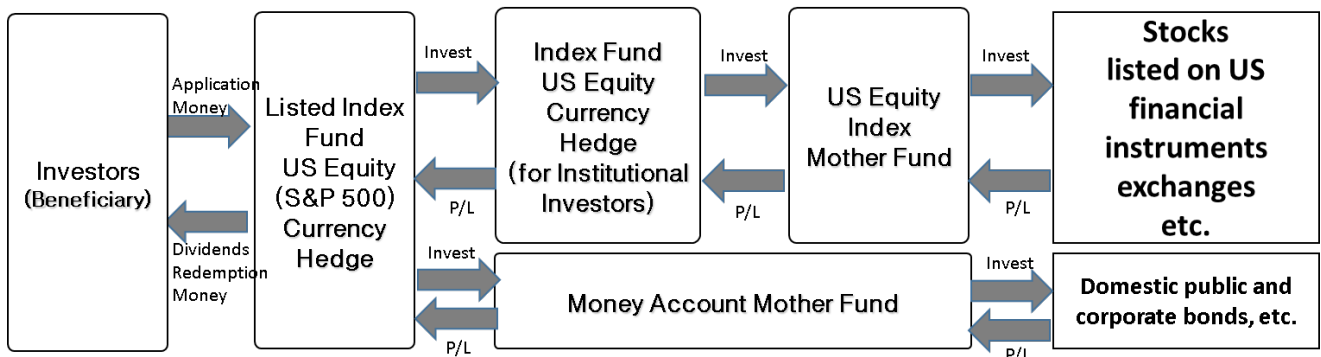 Investors
(Beneficiary)
Application
Money
Dividends
Redemption
Money
Listed Index
Fund
US Equity
(S&P 500)
Currency
Hedge
Invest
P/L
Index Fund
US Equity
Currency
Hedge
(for Institutional
Investors)
Invest
P/L
US Equity
Index
Mother Fund
Invest
P/L
Stocks
listed on US
financial
instruments
exchanges
etc.
Invest
P/L
Money Account Mother Fund
Invest
P/L
Domestic public and
corporate bonds, etc.